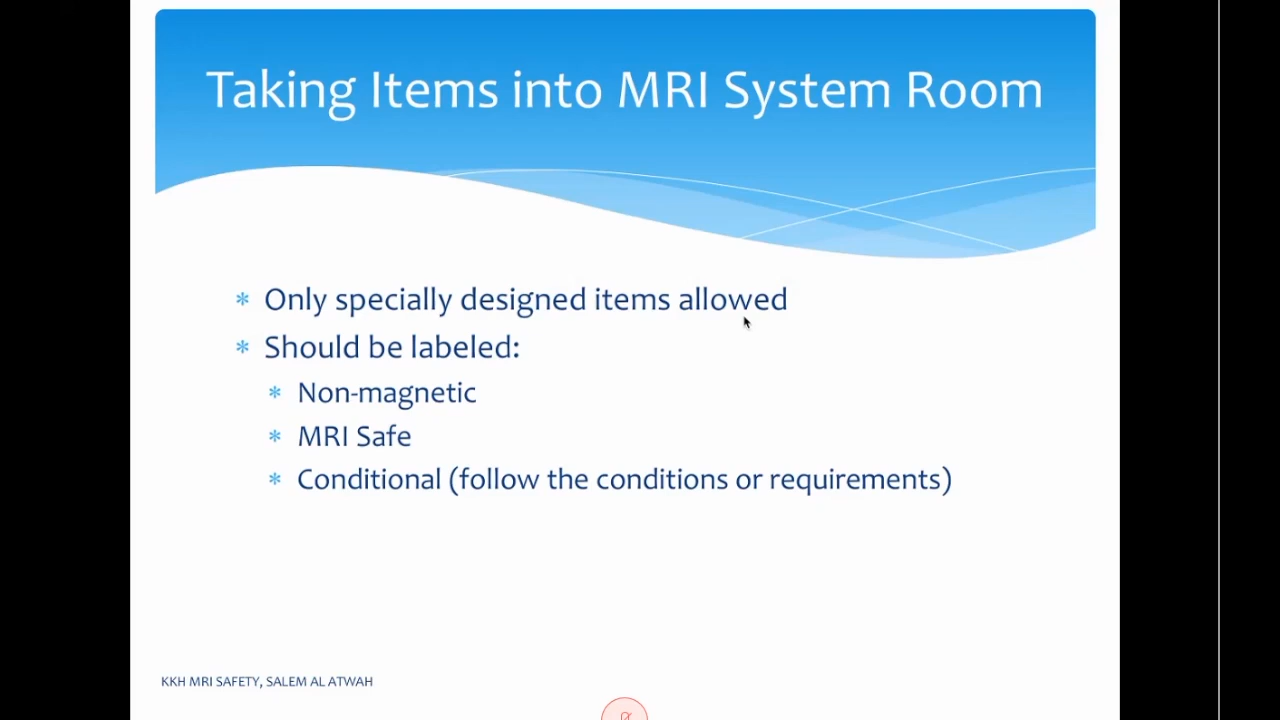 Taking Items into MRI System Room
* Only specially designed items allowed
* Should be labeled:
* Non-magnetic
* MRI Safe
* Conditional (follow the conditions or requirements)
KKH MRI SAFETY, SALEM AL ATWAH